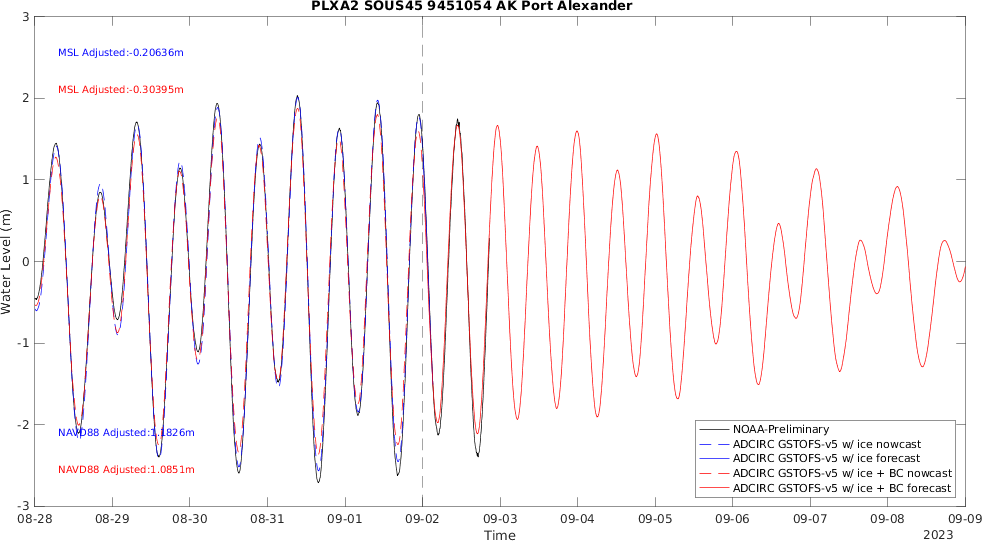 PLXA2 SOUS45 9451054 AK Port Alexander
MSL Adjusted:-0.20636m
MSL Adjusted:-0.30395m
NAVD88 Adjusted:1.1826m
NAVD88 Adjusted:1.0851m
Water Level (m)
3
2
1
0
-1
-2
-3
08-28
08-29
08-30
08-31
09-01
09-02
09-03
09-04
09-05
09-06
09-07
09-08
09-09
Time
2023
NOAA-Preliminary
ADCIRC GSTOFS-v5 w/ ice nowcast
ADCIRC GSTOFS-v5 w/ ice forecast
ADCIRC GSTOFS-v5 w/ ice + BC nowcast
ADCIRC GSTOFS-v5 w/ ice + BC forecast